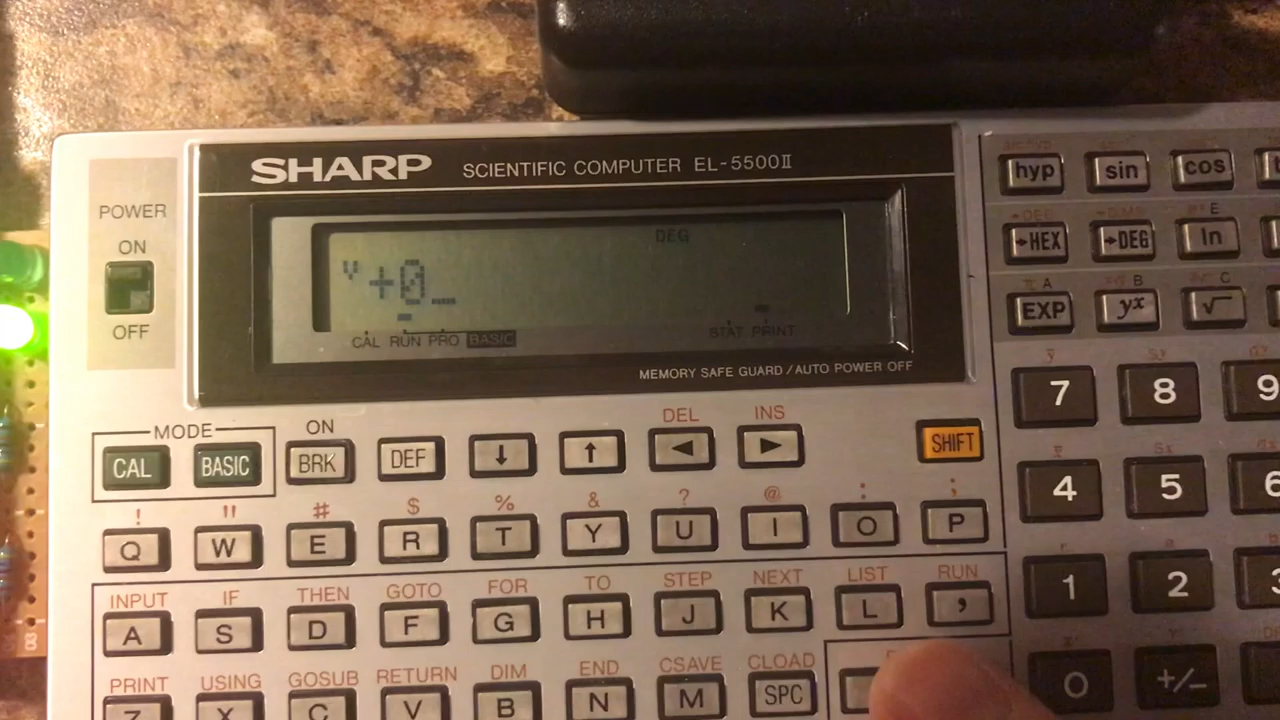 SHARP SCIENTIFIC COMPUTER EL-5500II
POWER
ON
OFF
DEG
CAL RUN PRO BASIC STAT PRINT
MEMORY SAFE GUARD / AUTO POWER OFF
MODE ON DEL INS
CAL BASIC BRK DEF ↓ ↑ ◄ ► SHIFT
! " # $ % & ? @ : ;
Q W E R T Y U I O P
INPUT IF THEN GOTO FOR TO STEP NEXT LIST RUN
A S D F G H J K L ,
PRINT USING GOSUB RETURN DIM END CSAVE CLOAD
Z X C V B N M SPC
hyp sin cos
→DEC E
→HEX →DEG ln
A B C
EXP yx √
7 8 9
4 5 6
1 2 3
0 +/−